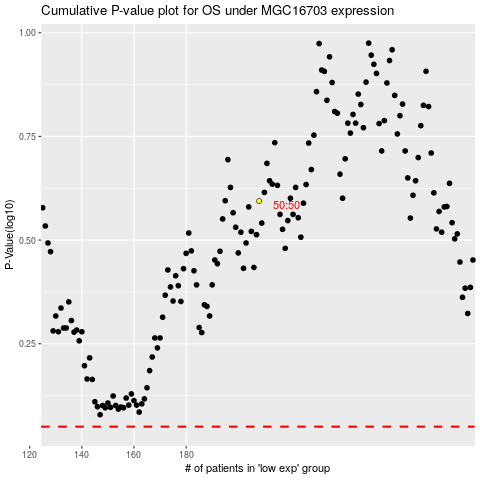 Cumulative P-value plot for OS under MGC16703 expression
P-Value(log10)
1.00
0.75
0.50
0.25
50:50
120 140 160 180
# of patients in 'low exp' group